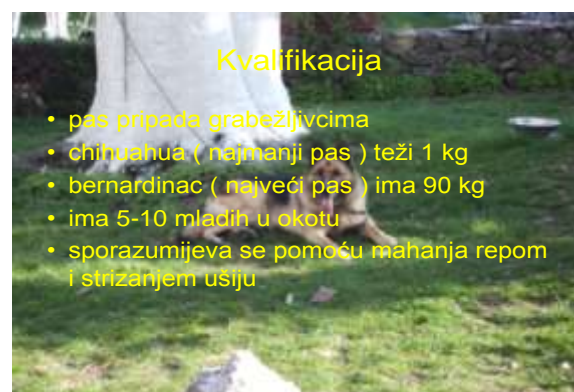 Kvalifikacija
• pas pripada grabežljivcima
• chihuahua ( najmanji pas ) teži 1 kg
• bernardinac ( najveći pas ) ima 90 kg
• ima 5-10 mladih u okotu
• sporazumijeva se pomoću mahanja repom
i strizanjem ušiju